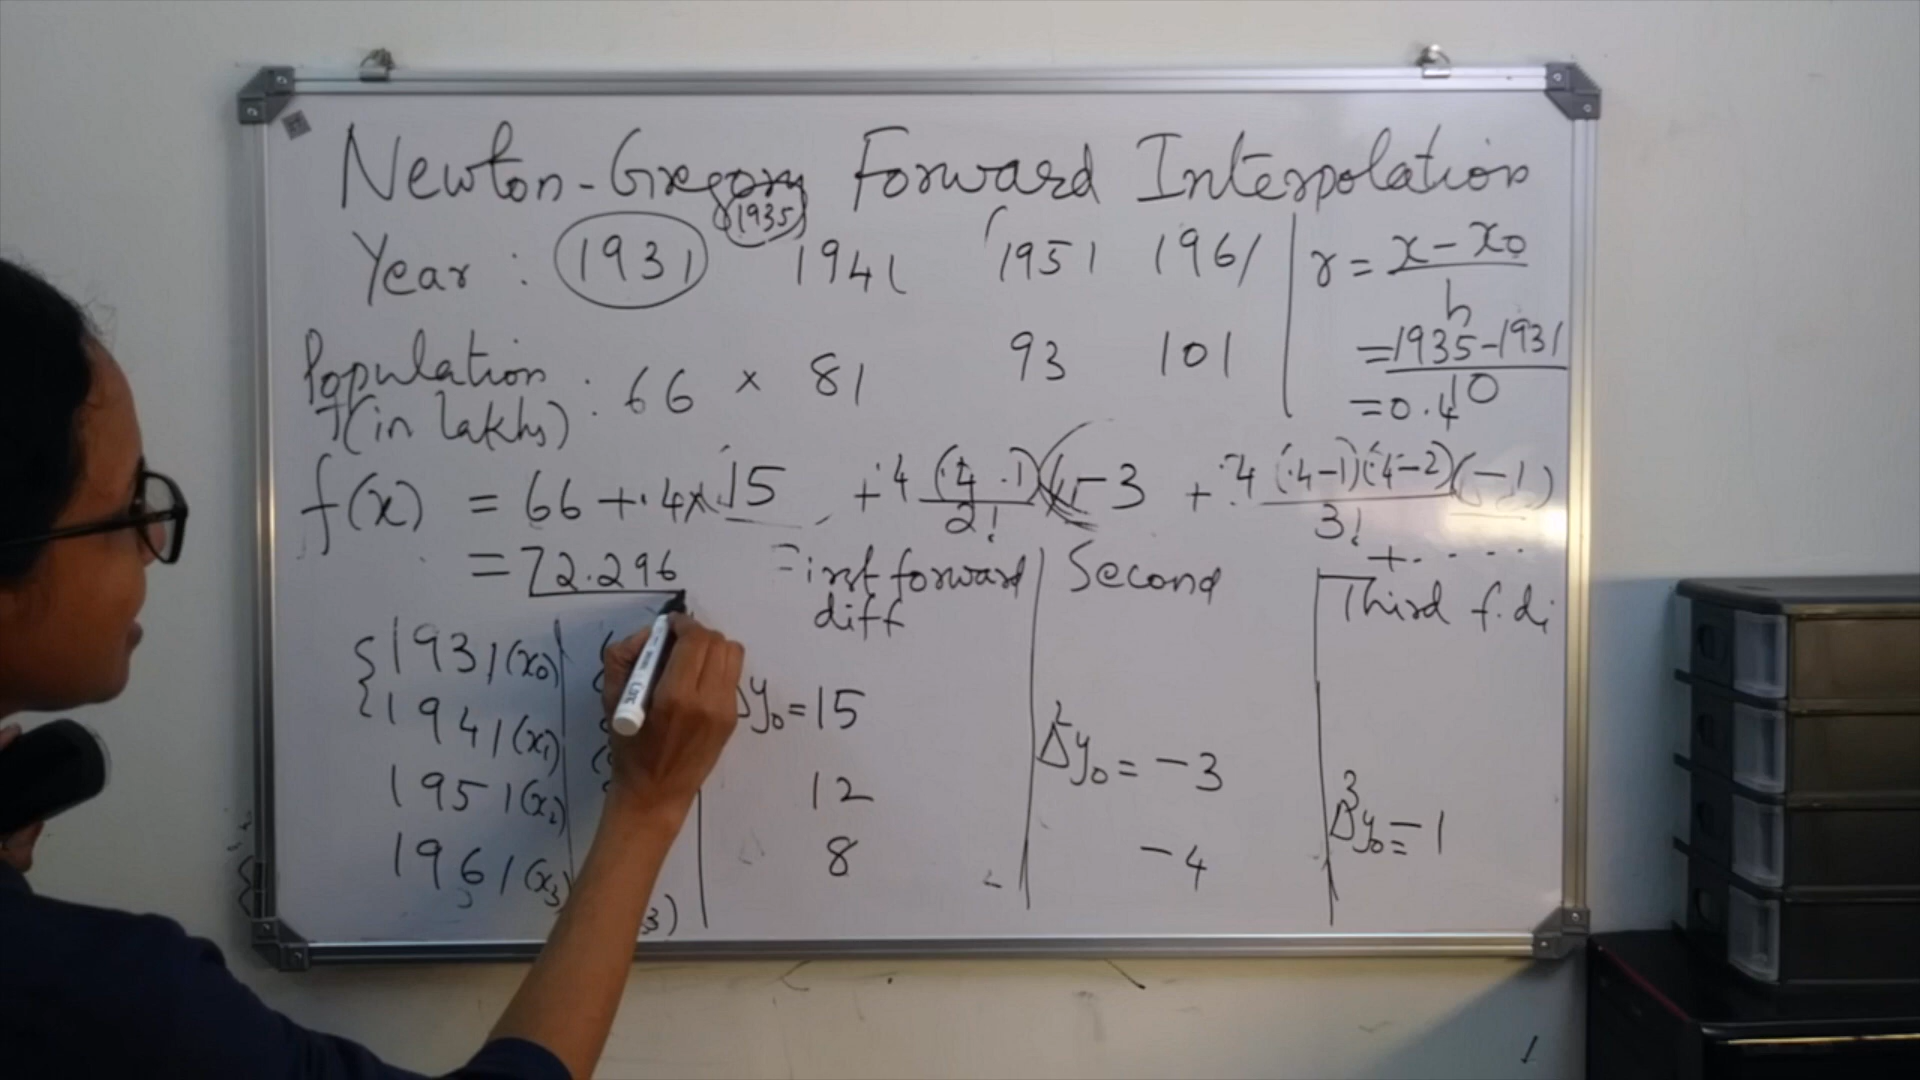 Newton-Gregory Forward Interpolation
1935
Year : 1931 1941 1951 1961
r = x - x0 / h
Population (in lakhs) : 66 × 81 93 101
= 1935-1931 / 10
= 0.4
f(x) = 66 + .4 × 15 + .4 (.4 - 1) / 2! -3 + .4 (.4-1)(.4-2) / 3! (-1)
+ ....
= 72.296
First forward diff
Second
Third f. di
1931 (x0)
Δy0 = 15
1941 (x1)
Δ²y0 = -3
1951 (x2)
12
Δ³y0 = -1
1961 (x3)
8
-4
3)